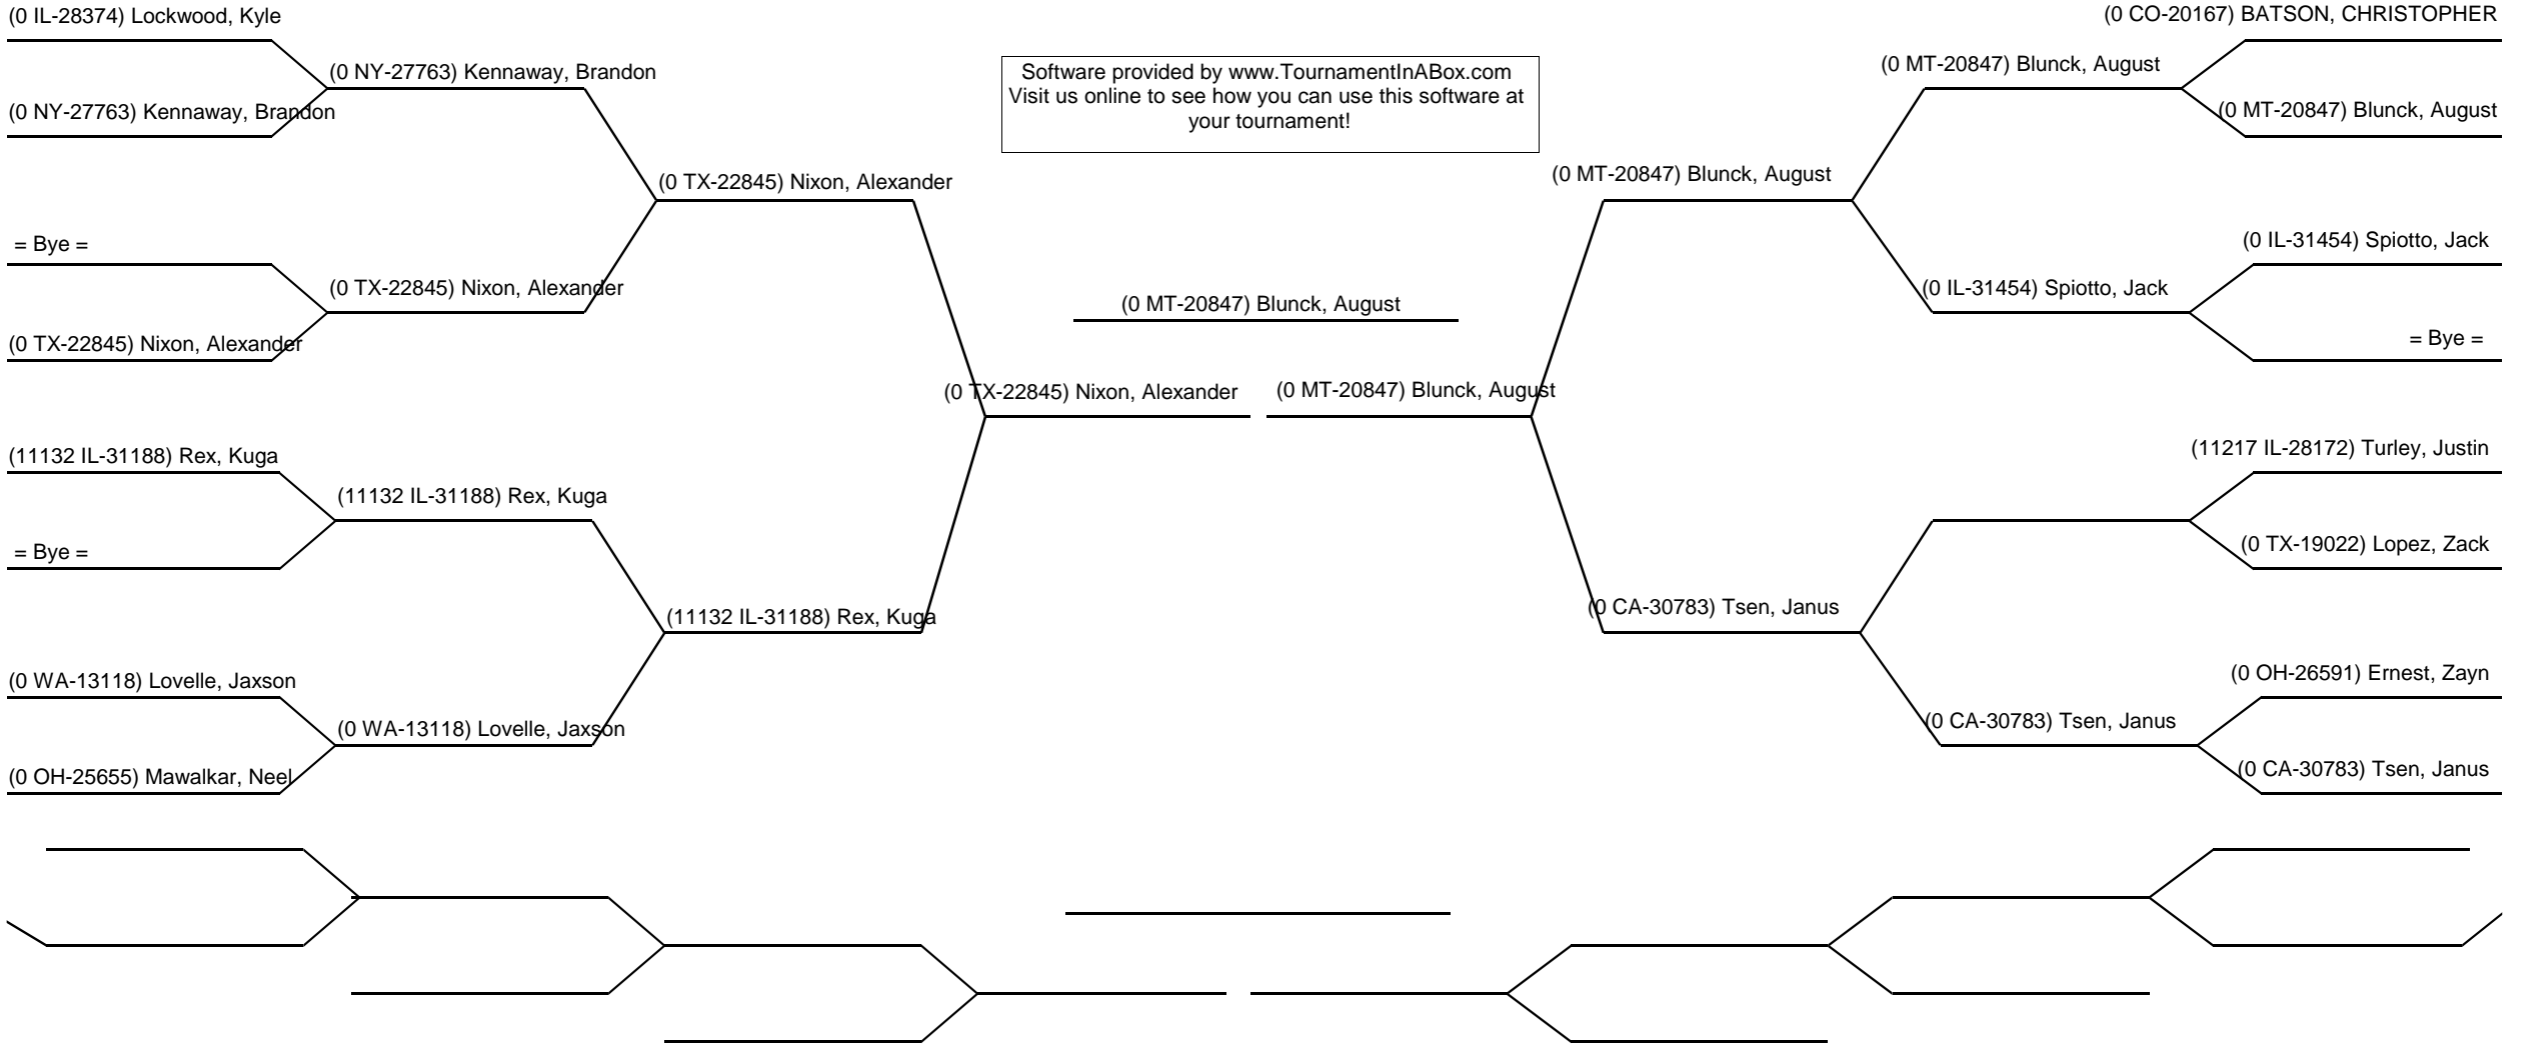 (0 IL-28374) Lockwood, Kyle
(0 NY-27763) Kennaway, Brandon
(0 NY-27763) Kennaway, Brandon
(0 TX-22845) Nixon, Alexander
= Bye =
(0 TX-22845) Nixon, Alexander
(0 TX-22845) Nixon, Alexander
(0 TX-22845) Nixon, Alexander
(11132 IL-31188) Rex, Kuga
(11132 IL-31188) Rex, Kuga
= Bye =
(11132 IL-31188) Rex, Kuga
(0 WA-13118) Lovelle, Jaxson
(0 WA-13118) Lovelle, Jaxson
(0 OH-25655) Mawalkar, Neel
Software provided by www.TournamentInABox.com
Visit us online to see how you can use this software at
your tournament!
(0 MT-20847) Blunck, August
(0 MT-20847) Blunck, August
(0 CO-20167) BATSON, CHRISTOPHER
(0 MT-20847) Blunck, August
(0 MT-20847) Blunck, August
(0 MT-20847) Blunck, August
(0 IL-31454) Spiotto, Jack
(0 IL-31454) Spiotto, Jack
= Bye =
(11217 IL-28172) Turley, Justin
(0 TX-19022) Lopez, Zack
(0 CA-30783) Tsen, Janus
(0 OH-26591) Ernest, Zayn
(0 CA-30783) Tsen, Janus
(0 CA-30783) Tsen, Janus